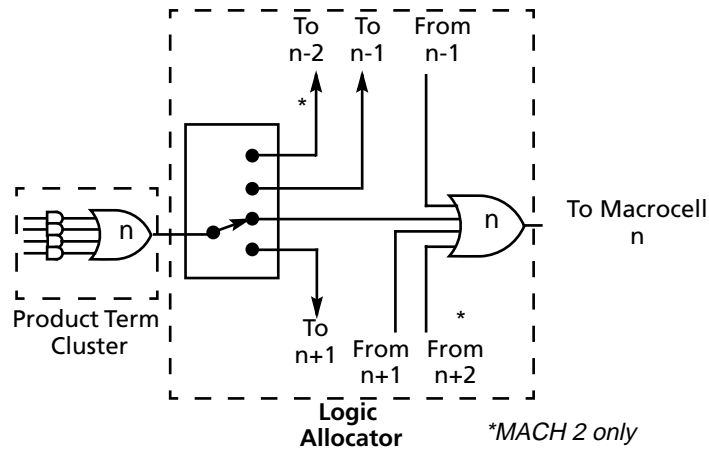 To
n-2
To
n-1
From
n-1
*
n
n
To Macrocell
n
Product Term
Cluster
To
n+1
From
n+1
*
From
n+2
Logic
Allocator
*MACH 2 only